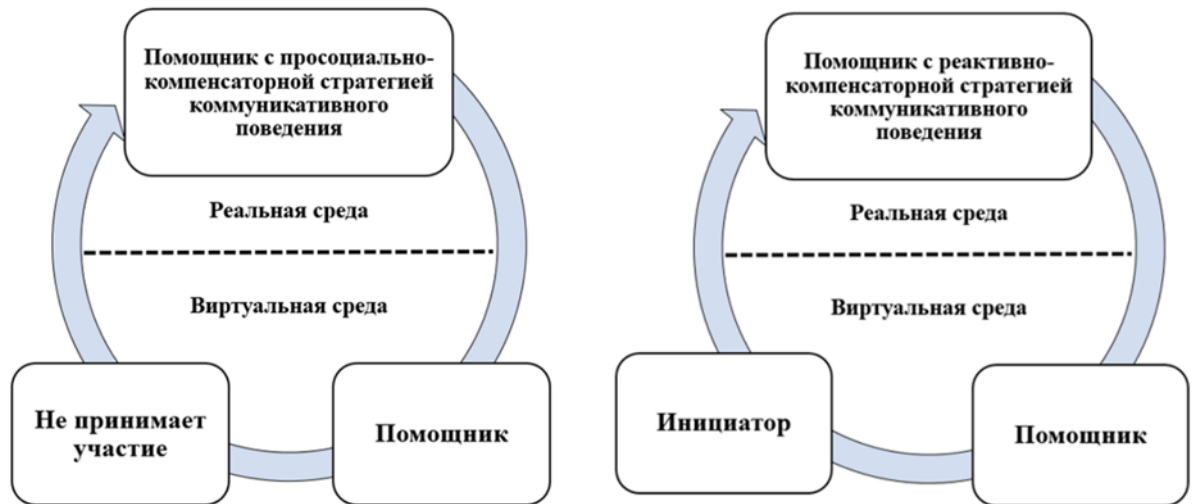 Помощник с просоциально-
компенсаторной стратегией
коммуникативного
поведения
Реальная среда
Виртуальная среда
Не принимает
участие
Помощник
Помощник с реактивно-
компенсаторной стратегией
коммуникативного
поведения
Реальная среда
Виртуальная среда
Инициатор
Помощник